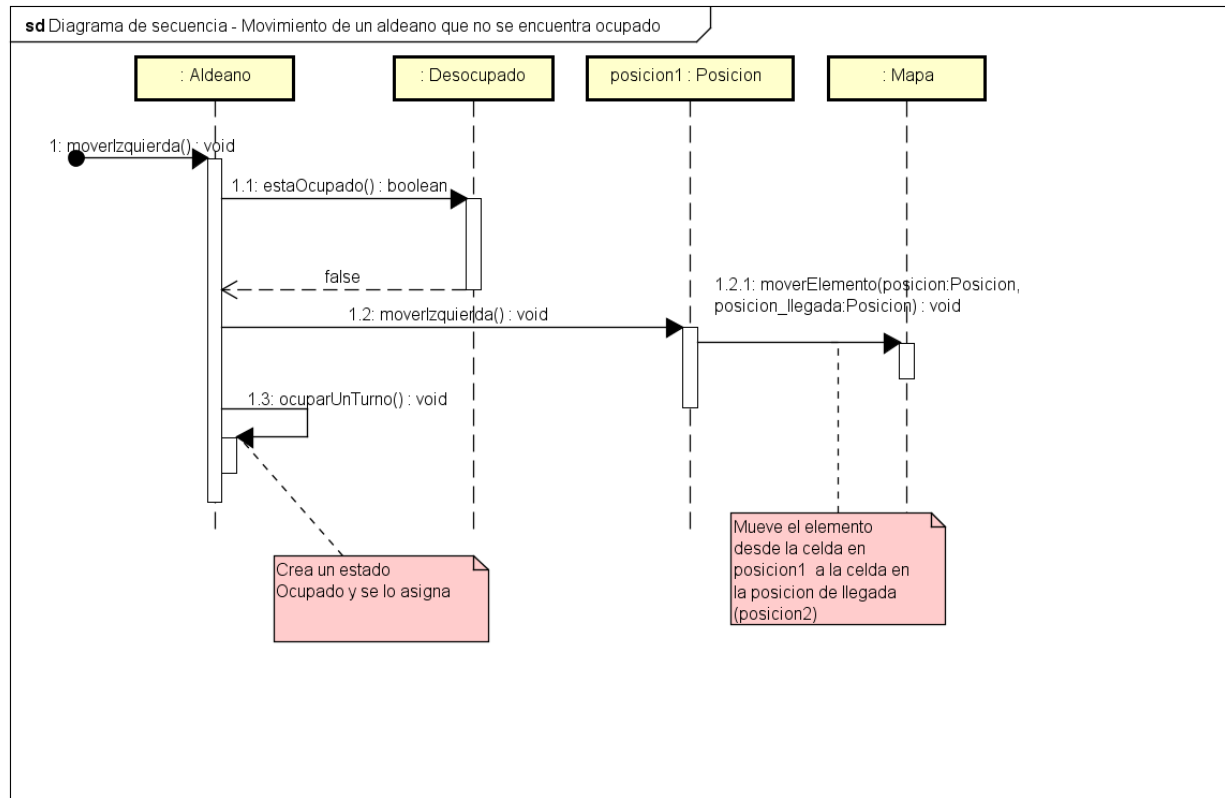 sd Diagrama de secuencia - Movimiento de un aldeano que no se encuentra ocupado
: Aldeano
: Desocupado
posicion1 : Posicion
: Mapa
1: moverIzquierda() : void
1.1: estaOcupado() : boolean
false
1.2: moverIzquierda() : void
1.2.1: moverElemento(posicion:Posicion,
posicion_llegada:Posicion) : void
1.3: ocuparUnTurno() : void
Crea un estado
Ocupado y se lo asigna
Mueve el elemento
desde la celda en
posicion1 a la celda en
la posicion de llegada
(posicion2)